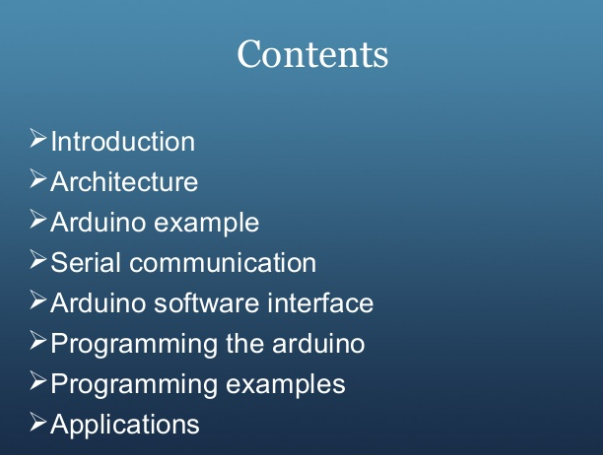 Contents
➢Introduction
➢Architecture
➢Arduino example
➢Serial communication
➢Arduino software interface
➢Programming the arduino
➢Programming examples
➢Applications